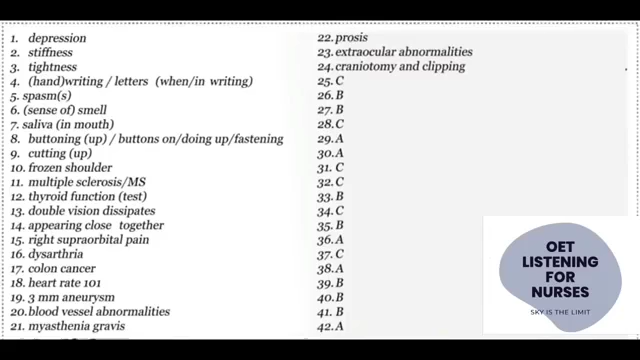 1. depression
2. stiffness
3. tightness
4. (hand)writing / letters (when/in writing)
5. spasm(s)
6. (sense of) smell
7. saliva (in mouth)
8. buttoning (up) / buttons on/doing up/fastening
9. cutting (up)
10. frozen shoulder
11. multiple sclerosis/MS
12. thyroid function (test)
13. double vision dissipates
14. appearing close together
15. right supraorbital pain
16. dysarthria
17. colon cancer
18. heart rate 101
19. 3 mm aneurysm
20. blood vessel abnormalities
21. myasthenia gravis
22. prosis
23. extraocular abnormalities
24. craniotomy and clipping
25. C
26. B
27. B
28. C
29. A
30. A
31. C
32. C
33. B
34. C
35. B
36. A
37. C
38. A
39. B
40. B
41. B
42. A
OET
LISTENING
FOR
NURSES
SKY IS THE LIMIT